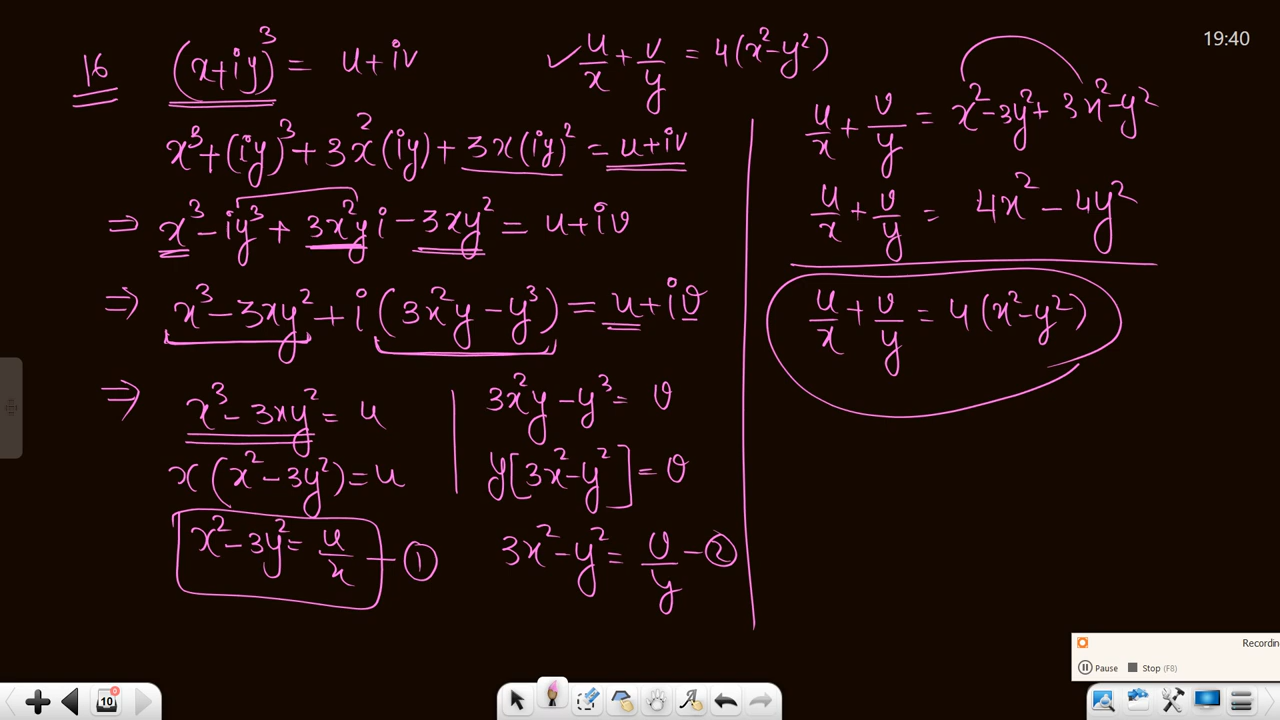 19:40
16 (x+iy)³ = u+iv ✓ u/x + v/y = 4(x²-y²)
x³+(iy)³+3x²(iy)+3x(iy)² = u+iv
⇒ x³-iy³+3x²yi-3xy² = u+iv
⇒ x³-3xy²+i(3x²y-y³) = u+iv
⇒ x³-3xy² = u
x(x²-3y²) = u
x²-3y² = u/x —①
3x²y-y³ = v
y[3x²-y²] = v
3x²-y² = v/y —②
u/x + v/y = x²-3y²+3x²-y²
u/x + v/y = 4x²-4y²
u/x + v/y = 4(x²-y²)
Recordin
Pause Stop (F8)
10 0